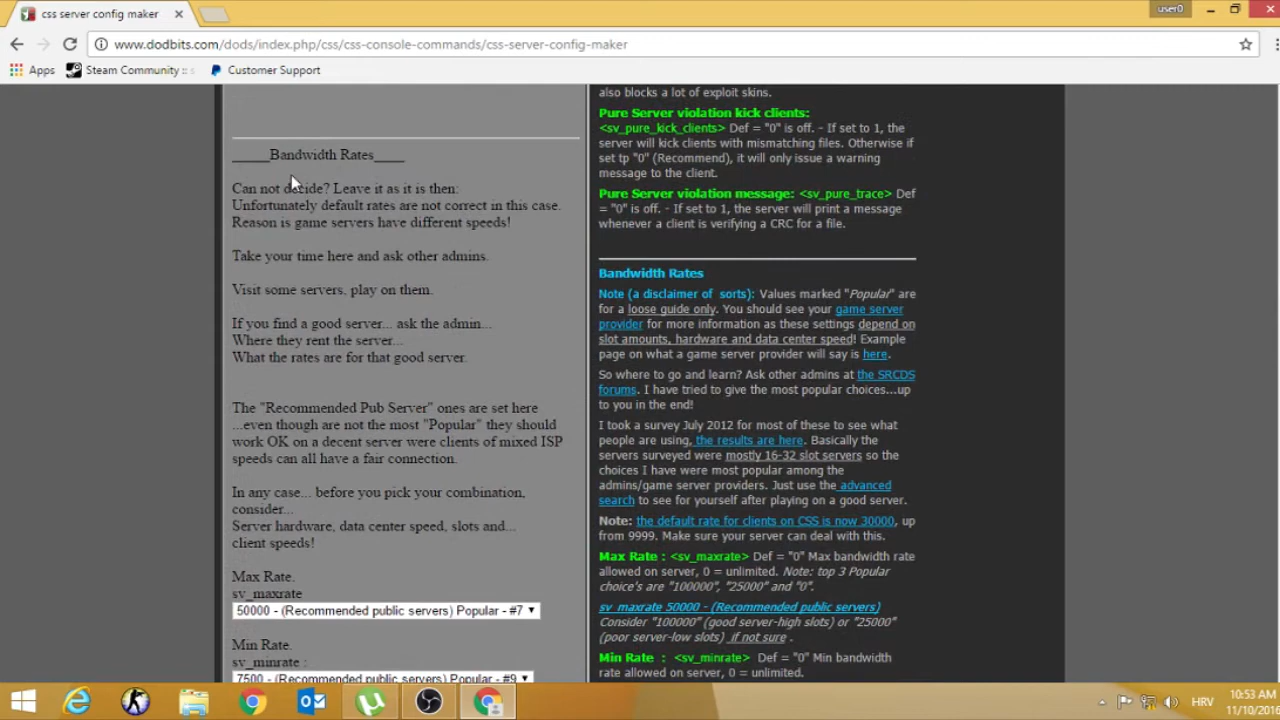 css server config maker
user0
www.dodbits.com/dods/index.php/css/css-console-commands/css-server-config-maker
Apps
Steam Community ::
Customer Support
_____Bandwidth Rates____
Can not decide? Leave it as it is then:
Unfortunately default rates are not correct in this case.
Reason is game servers have different speeds!
Take your time here and ask other admins.
Visit some servers, play on them.
If you find a good server... ask the admin...
Where they rent the server...
What the rates are for that good server.
The "Recommended Pub Server" ones are set here
...even though are not the most "Popular" they should
work OK on a decent server were clients of mixed ISP
speeds can all have a fair connection.
In any case... before you pick your combination,
consider...
Server hardware, data center speed, slots and...
client speeds!
Max Rate.
sv_maxrate
50000 - (Recommended public servers) Popular - #7
Min Rate.
sv_minrate :
7500 - (Recommended public servers) Popular - #9
also blocks a lot of exploit skins.
Pure Server violation kick clients:
<sv_pure_kick_clients> Def = "0" is off. - If set to 1, the
server will kick clients with mismatching files. Otherwise if
set tp "0" (Recommend), it will only issue a warning
message to the client.
Pure Server violation message: <sv_pure_trace> Def
= "0" is off. - If set to 1, the server will print a message
whenever a client is verifying a CRC for a file.
Bandwidth Rates
Note (a disclaimer of sorts): Values marked "Popular" are
for a loose guide only. You should see your game server
provider for more information as these settings depend on
slot amounts, hardware and data center speed! Example
page on what a game server provider will say is here.
So where to go and learn? Ask other admins at the SRCDS
forums. I have tried to give the most popular choices...up
to you in the end!
I took a survey July 2012 for most of these to see what
people are using, the results are here. Basically the
servers surveyed were mostly 16-32 slot servers so the
choices I have were most popular among the
admins/game server providers. Just use the advanced
search to see for yourself after playing on a good server.
Note: the default rate for clients on CSS is now 30000, up
from 9999. Make sure your server can deal with this.
Max Rate : <sv_maxrate> Def = "0" Max bandwidth rate
allowed on server, 0 = unlimited. Note: top 3 Popular
choice's are "100000", "25000" and "0".
sv_maxrate 50000 - (Recommended public servers)
Consider "100000" (good server-high slots) or "25000"
(poor server-low slots) if not sure .
Min Rate : <sv_minrate> Def = "0" Min bandwidth
rate allowed on server, 0 = unlimited.
HRV
10:53 AM
11/10/2016